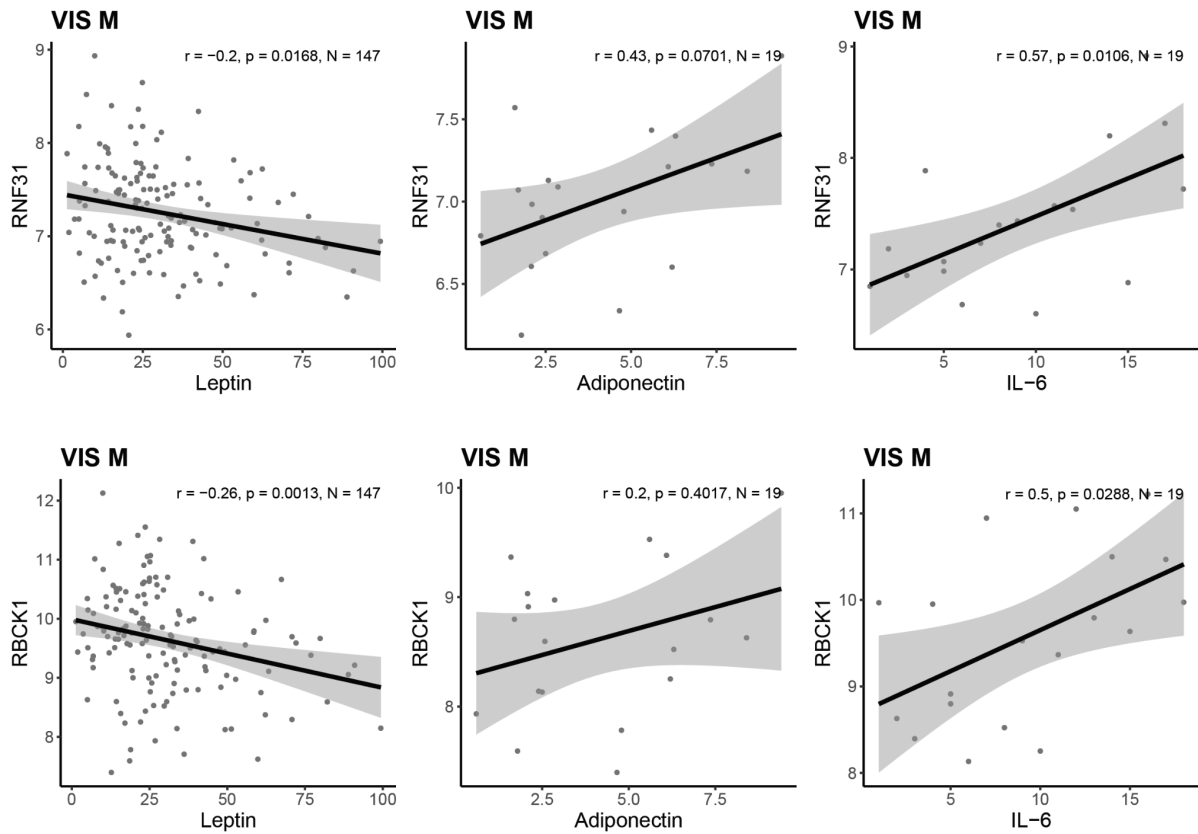 VIS M
r = −0.2, p = 0.0168, N = 147
RNF31
9
8
7
6
0
25
50
75
100
Leptin
VIS M
r = 0.43, p = 0.0701, N = 19
RNF31
7.5
7.0
6.5
2.5
5.0
7.5
Adiponectin
VIS M
r = 0.57, p = 0.0106, N = 19
RNF31
9
8
7
5
10
15
IL−6
VIS M
r = −0.26, p = 0.0013, N = 147
RBCK1
12
11
10
9
8
0
25
50
75
100
Leptin
VIS M
r = 0.2, p = 0.4017, N = 19
RBCK1
10
9
8
2.5
5.0
7.5
Adiponectin
VIS M
r = 0.5, p = 0.0288, N = 19
RBCK1
11
10
9
8
5
10
15
IL−6